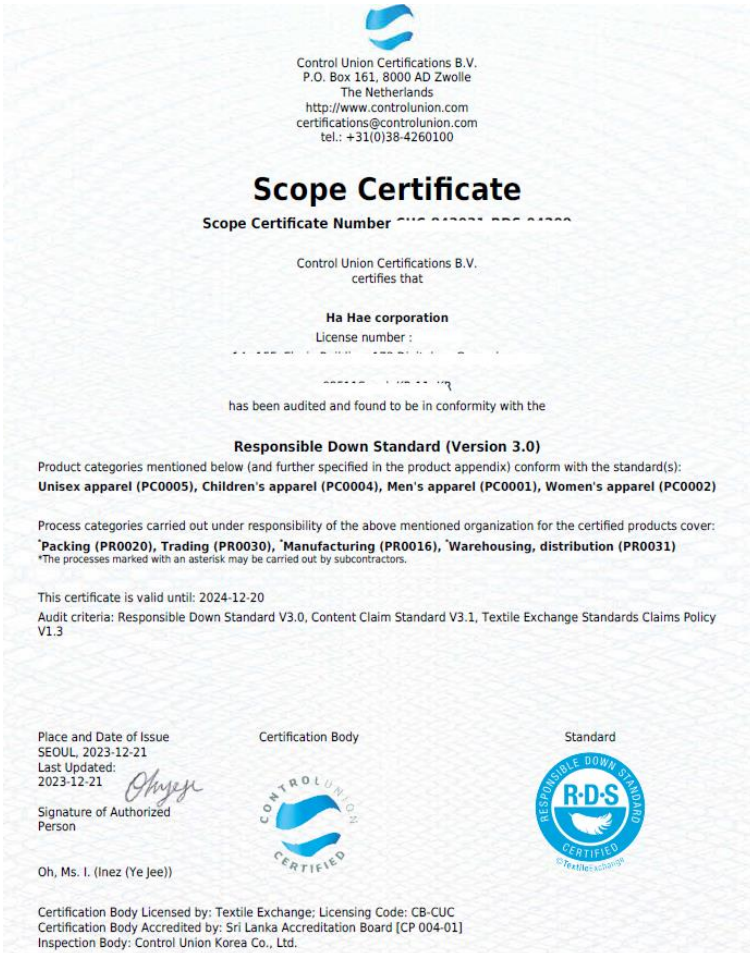 Control Union Certifications B.V.
P.O. Box 161, 8000 AD Zwolle
The Netherlands
http://www.controlunion.com
certifications@controlunion.com
tel.: +31(0)38-4260100
Scope Certificate
Scope Certificate Number
Control Union Certifications B.V.
certifies that
Ha Hae corporation
License number :
has been audited and found to be in conformity with the
Responsible Down Standard (Version 3.0)
Product categories mentioned below (and further specified in the product appendix) conform with the standard(s):
Unisex apparel (PC0005), Children's apparel (PC0004), Men's apparel (PC0001), Women's apparel (PC0002)
Process categories carried out under responsibility of the above mentioned organization for the certified products cover:
*Packing (PR0020), Trading (PR0030), *Manufacturing (PR0016), *Warehousing, distribution (PR0031)
*The processes marked with an asterisk may be carried out by subcontractors.
This certificate is valid until: 2024-12-20
Audit criteria: Responsible Down Standard V3.0, Content Claim Standard V3.1, Textile Exchange Standards Claims Policy
V1.3
Place and Date of Issue
SEOUL, 2023-12-21
Last Updated:
2023-12-21
Signature of Authorized
Person
Oh, Ms. I. (Inez (Ye Jee))
Certification Body
CONTROL UNION
CERTIFIED
Standard
RESPONSIBLE DOWN STANDARD
R·D·S
CERTIFIED
©TextileExchange
Certification Body Licensed by: Textile Exchange; Licensing Code: CB-CUC
Certification Body Accredited by: Sri Lanka Accreditation Board [CP 004-01]
Inspection Body: Control Union Korea Co., Ltd.